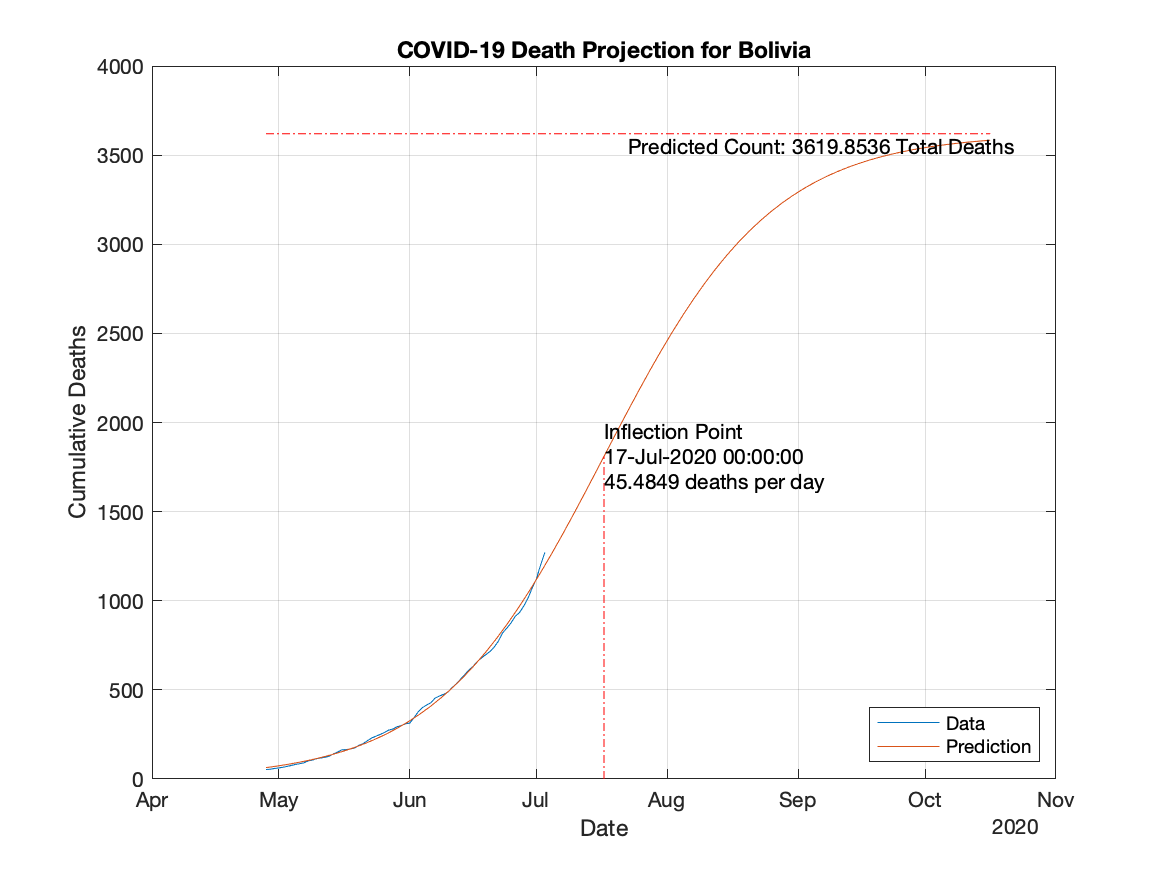 COVID-19 Death Projection for Bolivia
4000
3500
3000
2500
2000
1500
1000
500
0
Cumulative Deaths
Predicted Count: 3619.8536 Total Deaths
Inflection Point
17-Jul-2020 00:00:00
45.4849 deaths per day
Data
Prediction
Apr May Jun Jul Aug Sep Oct Nov
Date
2020